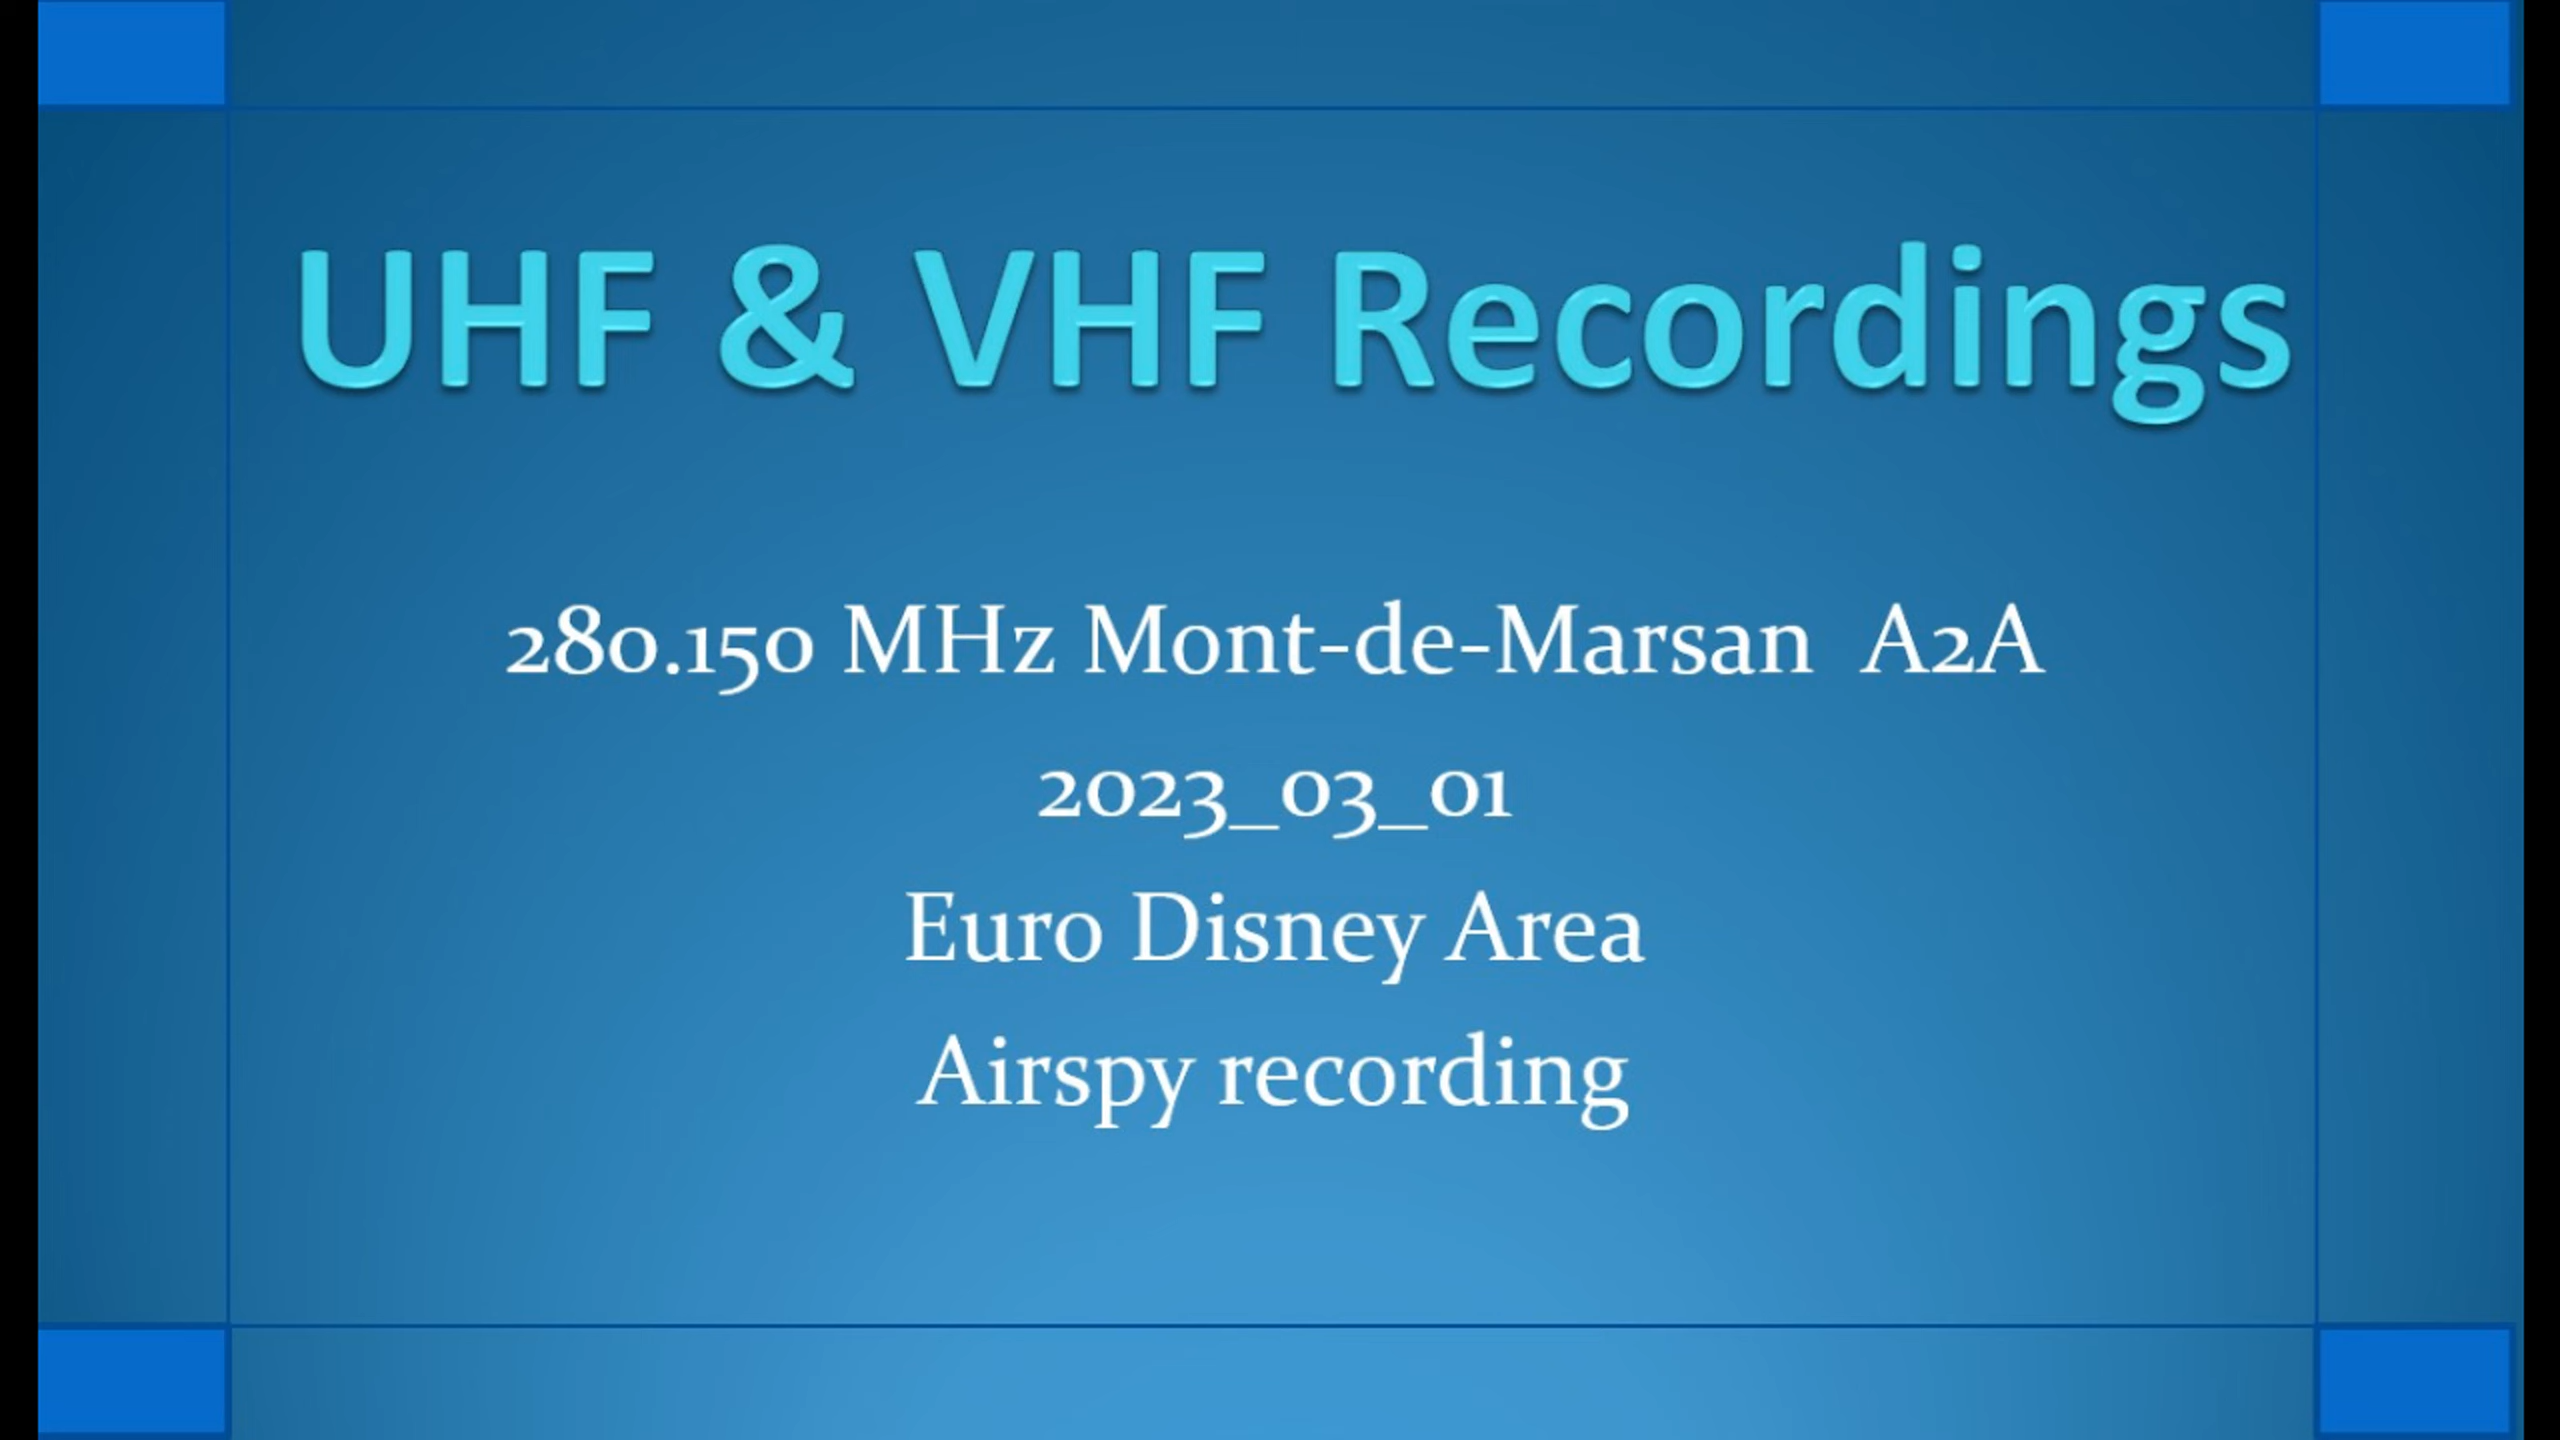 UHF & VHF Recordings
280.150 MHz Mont-de-Marsan A2A
2023_03_01
Euro Disney Area
Airspy recording